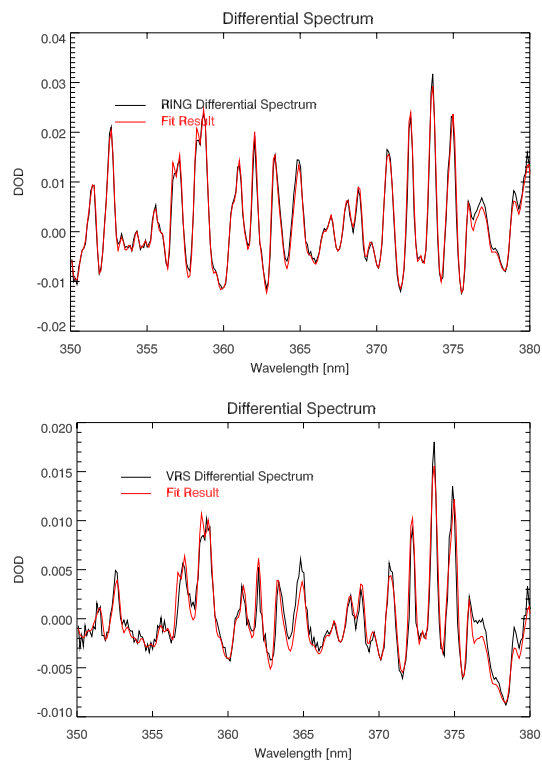 Differential Spectrum
0.04
0.03
RING Differential Spectrum
Fit Result
0.02
DOD
0.01
0.00
-0.01
-0.02
350 355 360 365 370 375 380
Wavelength [nm]
Differential Spectrum
0.020
0.015
VRS Differential Spectrum
Fit Result
0.010
0.005
DOD
0.000
-0.005
-0.010
350 355 360 365 370 375 380
Wavelength [nm]